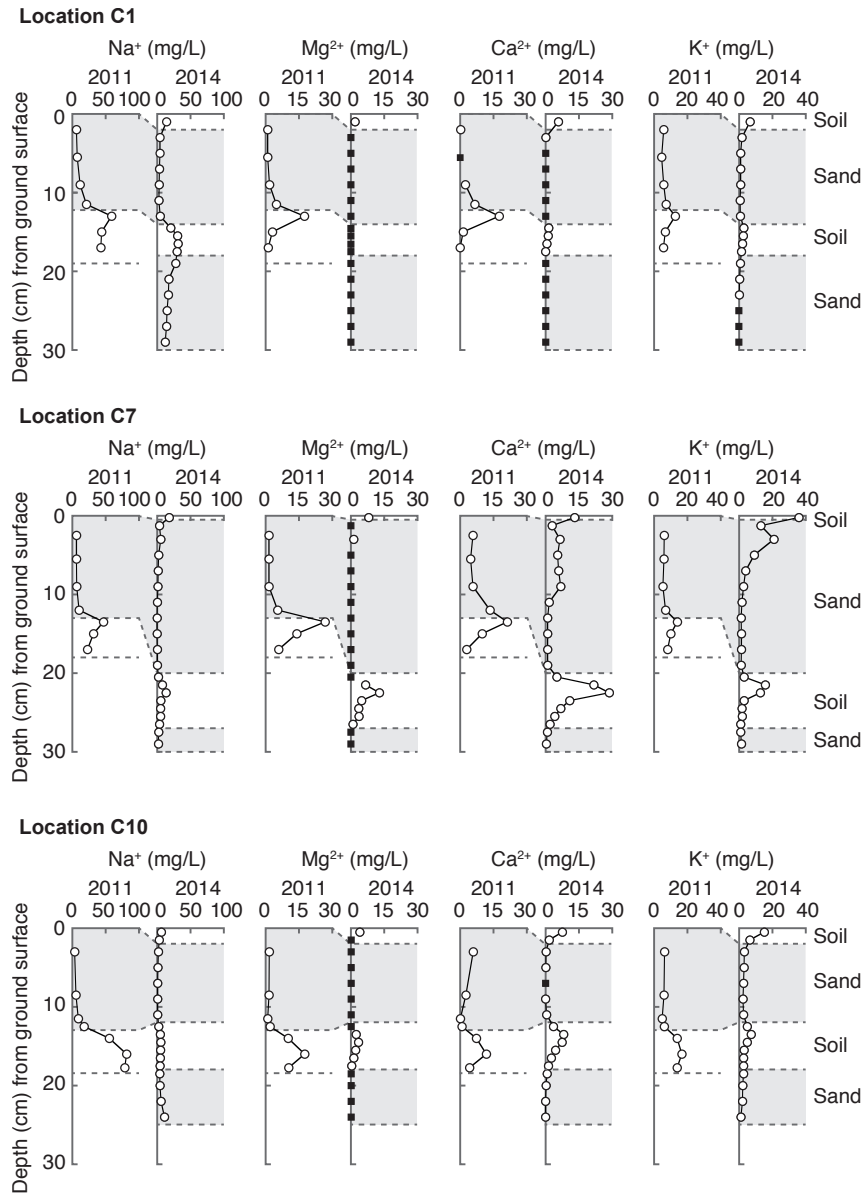 Location C1
Na+ (mg/L) Mg2+ (mg/L) Ca2+ (mg/L) K+ (mg/L)
2011 2014 2011 2014 2011 2014 2011 2014
0 50 100 0 50 100 0 15 30 0 15 30 0 15 30 0 15 30 0 20 40 0 20 40
Depth (cm) from ground surface
0
10
20
30
Soil
Sand
Soil
Sand
Location C7
Na+ (mg/L) Mg2+ (mg/L) Ca2+ (mg/L) K+ (mg/L)
2011 2014 2011 2014 2011 2014 2011 2014
0 50 100 0 50 100 0 15 30 0 15 30 0 15 30 0 15 30 0 20 40 0 20 40
Depth (cm) from ground surface
0
10
20
30
Soil
Sand
Soil
Sand
Location C10
Na+ (mg/L) Mg2+ (mg/L) Ca2+ (mg/L) K+ (mg/L)
2011 2014 2011 2014 2011 2014 2011 2014
0 50 100 0 50 100 0 15 30 0 15 30 0 15 30 0 15 30 0 20 40 0 20 40
Depth (cm) from ground surface
0
10
20
30
Soil
Sand
Soil
Sand